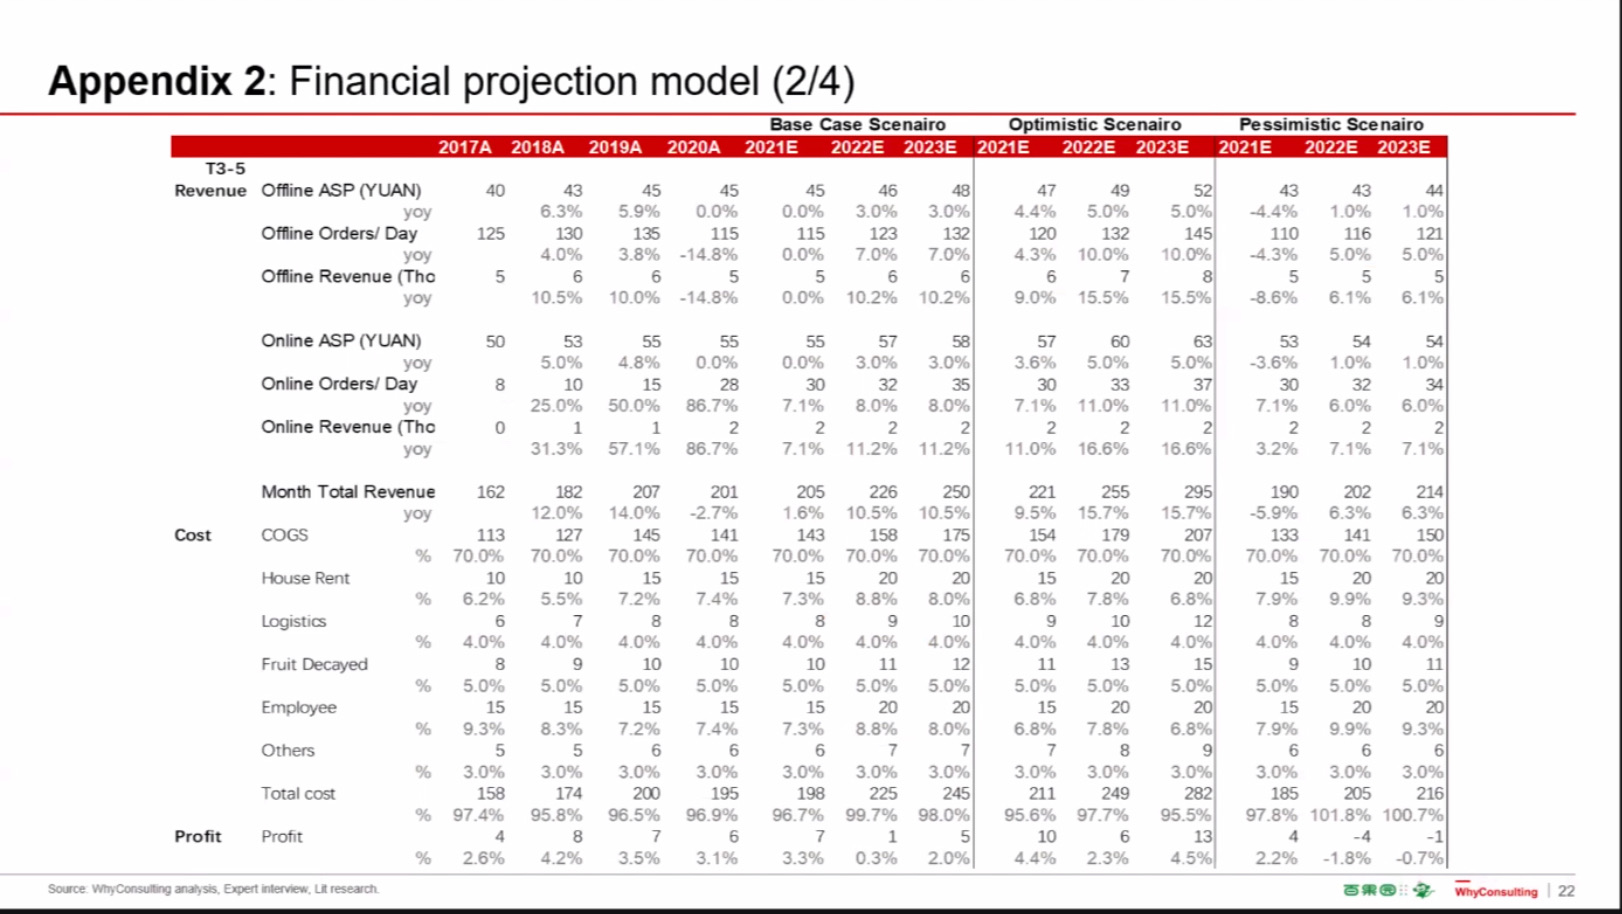 Appendix 2: Financial projection model (2/4)
Base Case Scenairo Optimistic Scenairo Pessimistic Scenairo
2017A 2018A 2019A 2020A 2021E 2022E 2023E 2021E 2022E 2023E 2021E 2022E 2023E
T3-5
Revenue Offline ASP (YUAN) 40 43 45 45 45 46 48 47 49 52 43 43 44
yoy 6.3% 5.9% 0.0% 0.0% 3.0% 3.0% 4.4% 5.0% 5.0% -4.4% 1.0% 1.0%
Offline Orders/ Day 125 130 135 115 115 123 132 120 132 145 110 116 121
yoy 4.0% 3.8% -14.8% 0.0% 7.0% 7.0% 4.3% 10.0% 10.0% -4.3% 5.0% 5.0%
Offline Revenue (Tho 5 6 6 5 5 6 6 6 7 8 5 5 5
yoy 10.5% 10.0% -14.8% 0.0% 10.2% 10.2% 9.0% 15.5% 15.5% -8.6% 6.1% 6.1%
Online ASP (YUAN) 50 53 55 55 55 57 58 57 60 63 53 54 54
yoy 5.0% 4.8% 0.0% 0.0% 3.0% 3.0% 3.6% 5.0% 5.0% -3.6% 1.0% 1.0%
Online Orders/ Day 8 10 15 28 30 32 35 30 33 37 30 32 34
yoy 25.0% 50.0% 86.7% 7.1% 8.0% 8.0% 7.1% 11.0% 11.0% 7.1% 6.0% 6.0%
Online Revenue (Tho 0 1 1 2 2 2 2 2 2 2 2 2 2
yoy 31.3% 57.1% 86.7% 7.1% 11.2% 11.2% 11.0% 16.6% 16.6% 3.2% 7.1% 7.1%
Month Total Revenue 162 182 207 201 205 226 250 221 255 295 190 202 214
yoy 12.0% 14.0% -2.7% 1.6% 10.5% 10.5% 9.5% 15.7% 15.7% -5.9% 6.3% 6.3%
Cost COGS 113 127 145 141 143 158 175 154 179 207 133 141 150
% 70.0% 70.0% 70.0% 70.0% 70.0% 70.0% 70.0% 70.0% 70.0% 70.0% 70.0% 70.0% 70.0%
House Rent 10 10 15 15 15 20 20 15 20 20 15 20 20
% 6.2% 5.5% 7.2% 7.4% 7.3% 8.8% 8.0% 6.8% 7.8% 6.8% 7.9% 9.9% 9.3%
Logistics 6 7 8 8 8 9 10 9 10 12 8 8 9
% 4.0% 4.0% 4.0% 4.0% 4.0% 4.0% 4.0% 4.0% 4.0% 4.0% 4.0% 4.0% 4.0%
Fruit Decayed 8 9 10 10 10 11 12 11 13 15 9 10 11
% 5.0% 5.0% 5.0% 5.0% 5.0% 5.0% 5.0% 5.0% 5.0% 5.0% 5.0% 5.0% 5.0%
Employee 15 15 15 15 15 20 20 15 20 20 15 20 20
% 9.3% 8.3% 7.2% 7.4% 7.3% 8.8% 8.0% 6.8% 7.8% 6.8% 7.9% 9.9% 9.3%
Others 5 5 6 6 6 7 7 7 8 9 6 6 6
% 3.0% 3.0% 3.0% 3.0% 3.0% 3.0% 3.0% 3.0% 3.0% 3.0% 3.0% 3.0% 3.0%
Total cost 158 174 200 195 198 225 245 211 249 282 185 205 216
% 97.4% 95.8% 96.5% 96.9% 96.7% 99.7% 98.0% 95.6% 97.7% 95.5% 97.8% 101.8% 100.7%
Profit Profit 4 8 7 6 7 1 5 10 6 13 4 -4 -1
% 2.6% 4.2% 3.5% 3.1% 3.3% 0.3% 2.0% 4.4% 2.3% 4.5% 2.2% -1.8% -0.7%
Source: WhyConsulting analysis, Expert interview, Lit research.
百果园 WhyConsulting 22